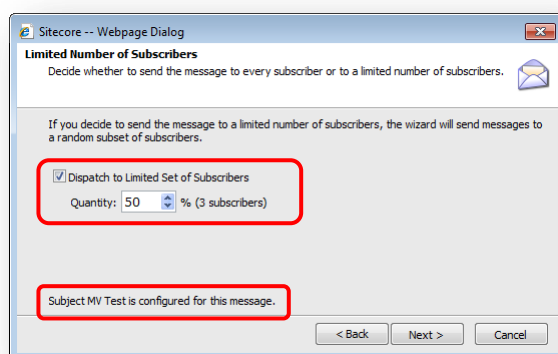 Sitecore -- Webpage Dialog
Limited Number of Subscribers
Decide whether to send the message to every subscriber or to a limited number of subscribers.
If you decide to send the message to a limited number of subscribers, the wizard will send messages to
a random subset of subscribers.
Dispatch to Limited Set of Subscribers
Quantity: 50 % (3 subscribers)
Subject MV Test is configured for this message.
< Back Next > Cancel